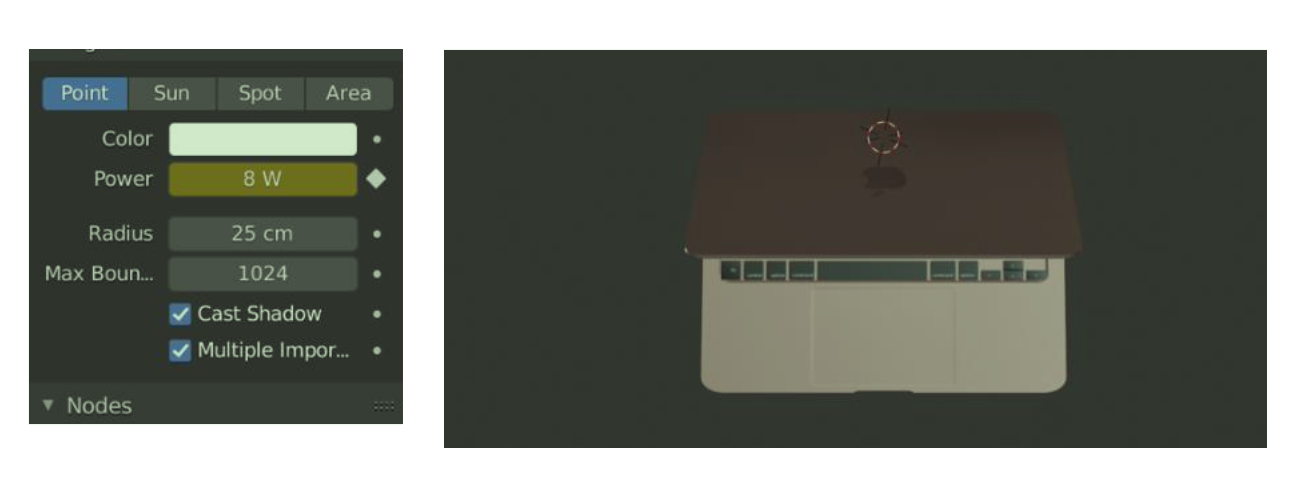 Point Sun Spot Area
Color
Power 8 W
Radius 25 cm
Max Boun... 1024
Cast Shadow
Multiple Impor...
Nodes